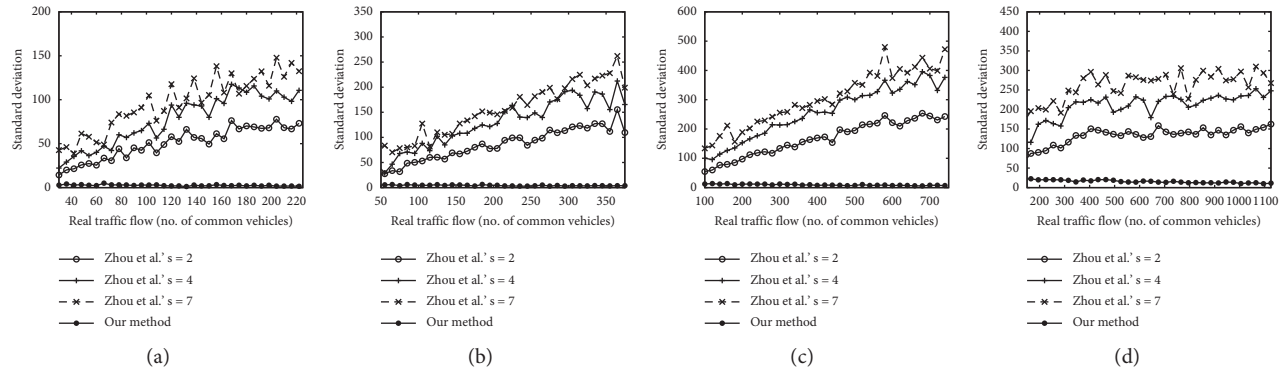 200
150
100
50
0
Standard deviation
40 60 80 100 120 140 160 180 200 220
Real traffic flow (no. of common vehicles)
Zhou et al.’ s = 2
Zhou et al.’ s = 4
Zhou et al.’ s = 7
Our method
(a)
350
300
250
200
150
100
50
0
Standard deviation
50 100 150 200 250 300 350
Real traffic flow (no. of common vehicles)
Zhou et al.’ s = 2
Zhou et al.’ s = 4
Zhou et al.’ s = 7
Our method
(b)
600
500
400
300
200
100
0
Standard deviation
100 200 300 400 500 600 700
Real traffic flow (no. of common vehicles)
Zhou et al.’ s = 2
Zhou et al.’ s = 4
Zhou et al.’ s = 7
Our method
(c)
450
400
350
300
250
200
150
100
50
0
Standard deviation
200 300 400 500 600 700 800 900 1000 1100
Real traffic flow (no. of common vehicles)
Zhou et al.’ s = 2
Zhou et al.’ s = 4
Zhou et al.’ s = 7
Our method
(d)